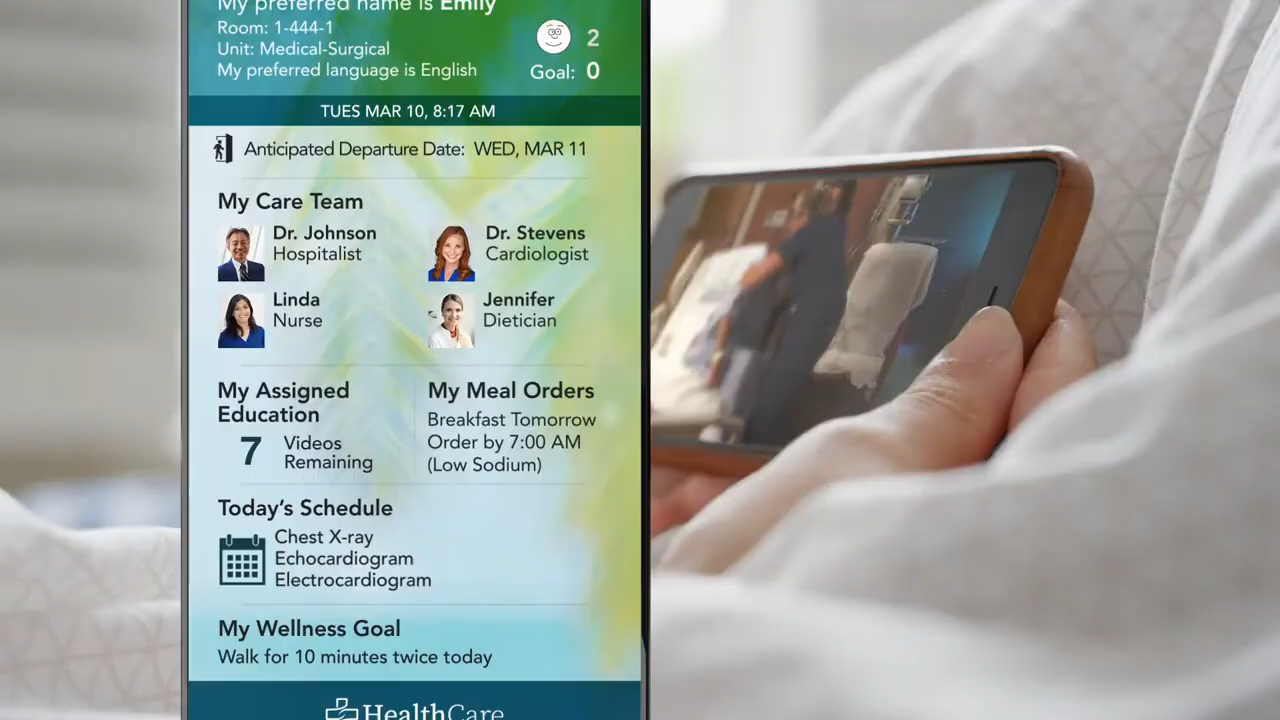 My preferred name is Emily
Room: 1-444-1
Unit: Medical-Surgical
My preferred language is English
2
Goal: 0
TUES MAR 10, 8:17 AM
Anticipated Departure Date: WED, MAR 11
My Care Team
Dr. Johnson
Hospitalist
Dr. Stevens
Cardiologist
Linda
Nurse
Jennifer
Dietician
My Assigned
Education
7 Videos
Remaining
My Meal Orders
Breakfast Tomorrow
Order by 7:00 AM
(Low Sodium)
Today's Schedule
Chest X-ray
Echocardiogram
Electrocardiogram
My Wellness Goal
Walk for 10 minutes twice today
HealthCare